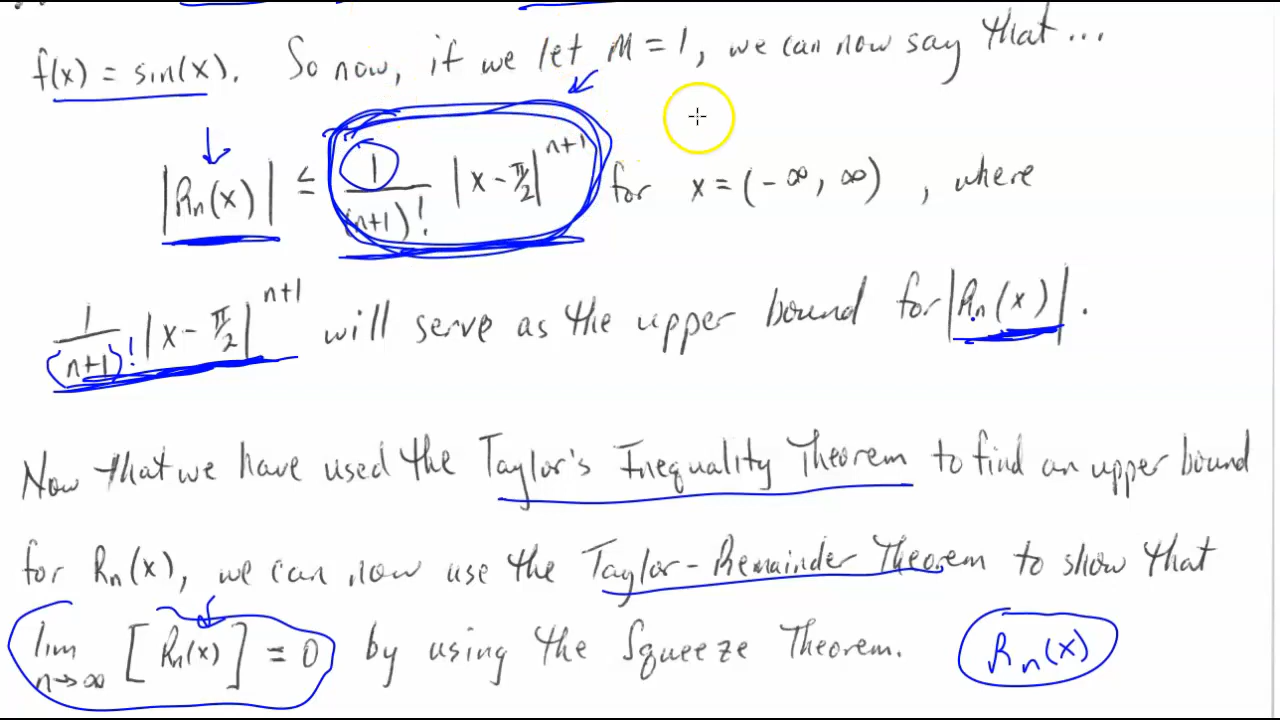 f(x) = sin(x). So now, if we let M = 1, we can now say that...
|Rn(x)| ≤ 1/(n+1)! |x - π/2|^n+1 for x = (-∞, ∞), where
1/(n+1)! |x - π/2|^n+1 will serve as the upper bound for |Rn(x)|.
Now that we have used the Taylor's Inequality Theorem to find an upper bound
for Rn(x), we can now use the Taylor-Remainder Theorem to show that
lim n→∞ [Rn(x)] = 0 by using the Squeeze Theorem. Rn(x)